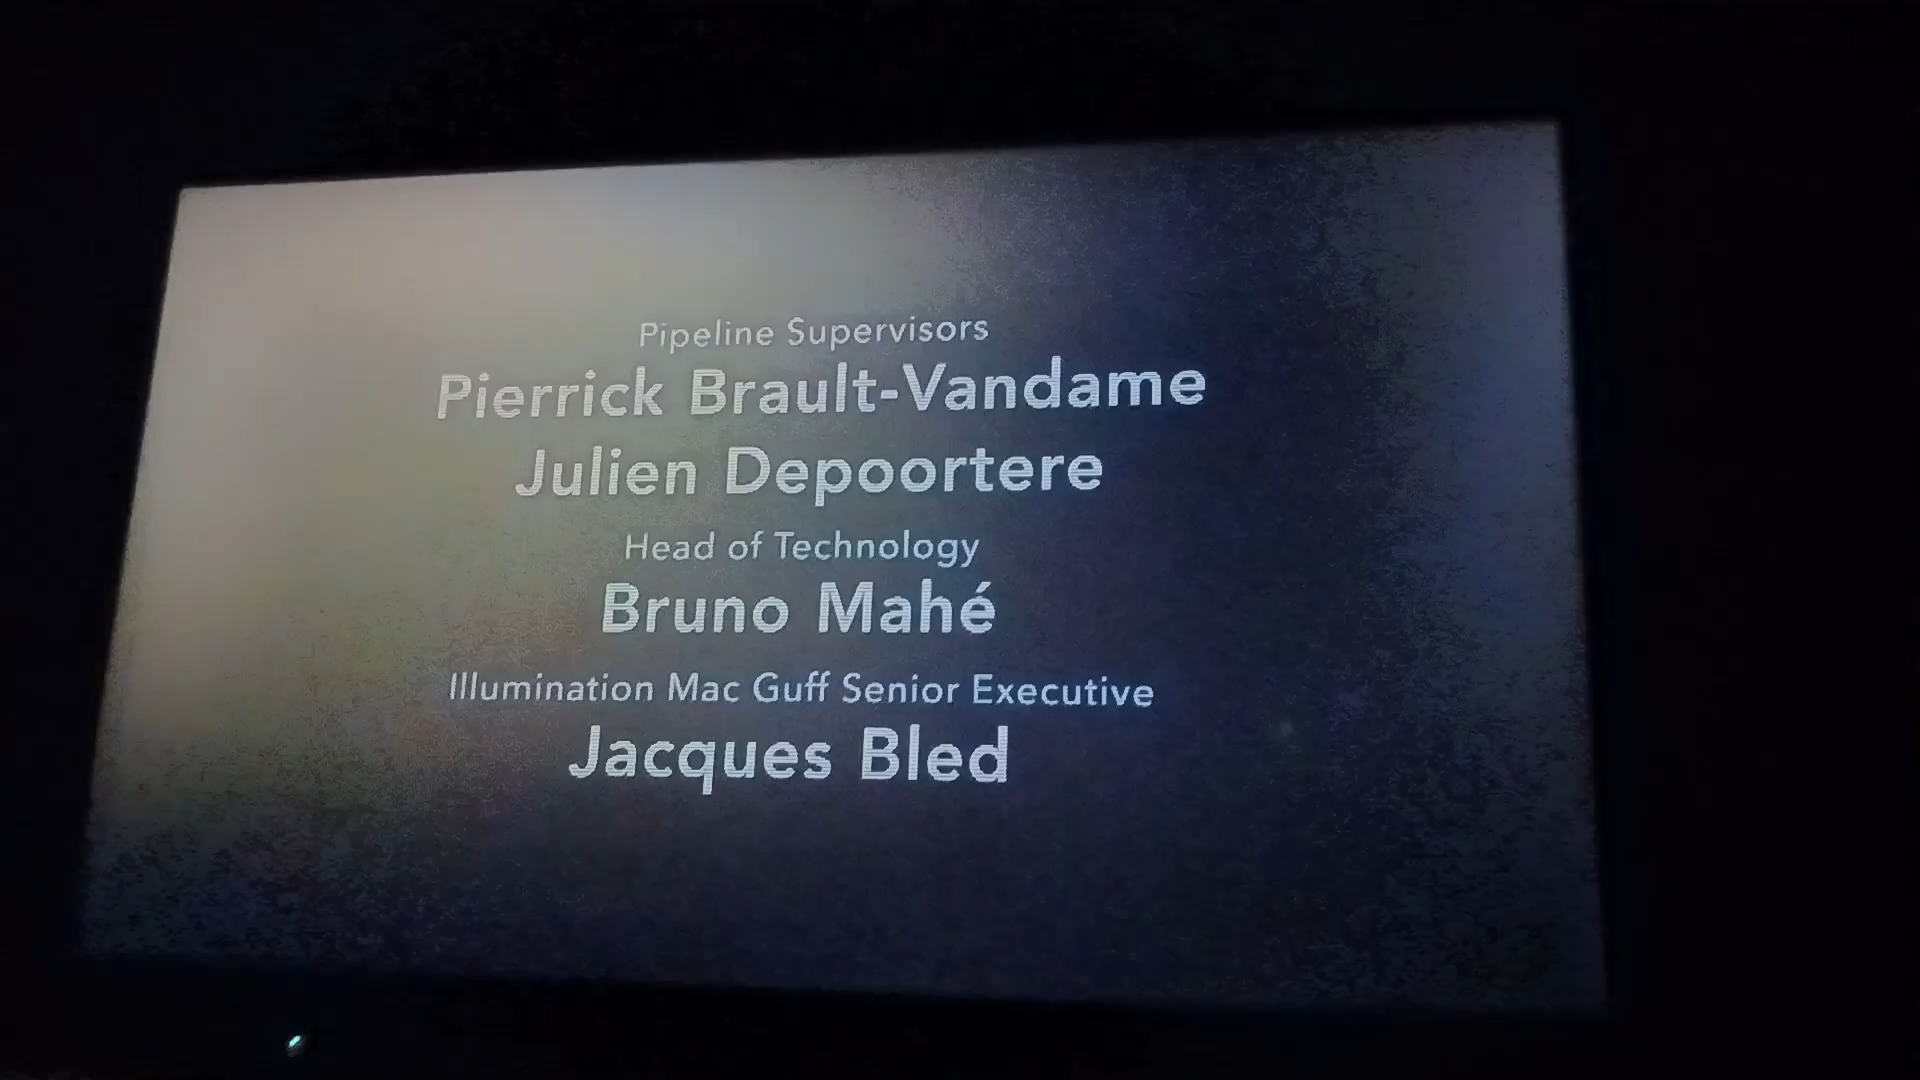 Pipeline Supervisors
Pierrick Brault-Vandame
Julien Depoortere
Head of Technology
Bruno Mahé
Illumination Mac Guff Senior Executive
Jacques Bled